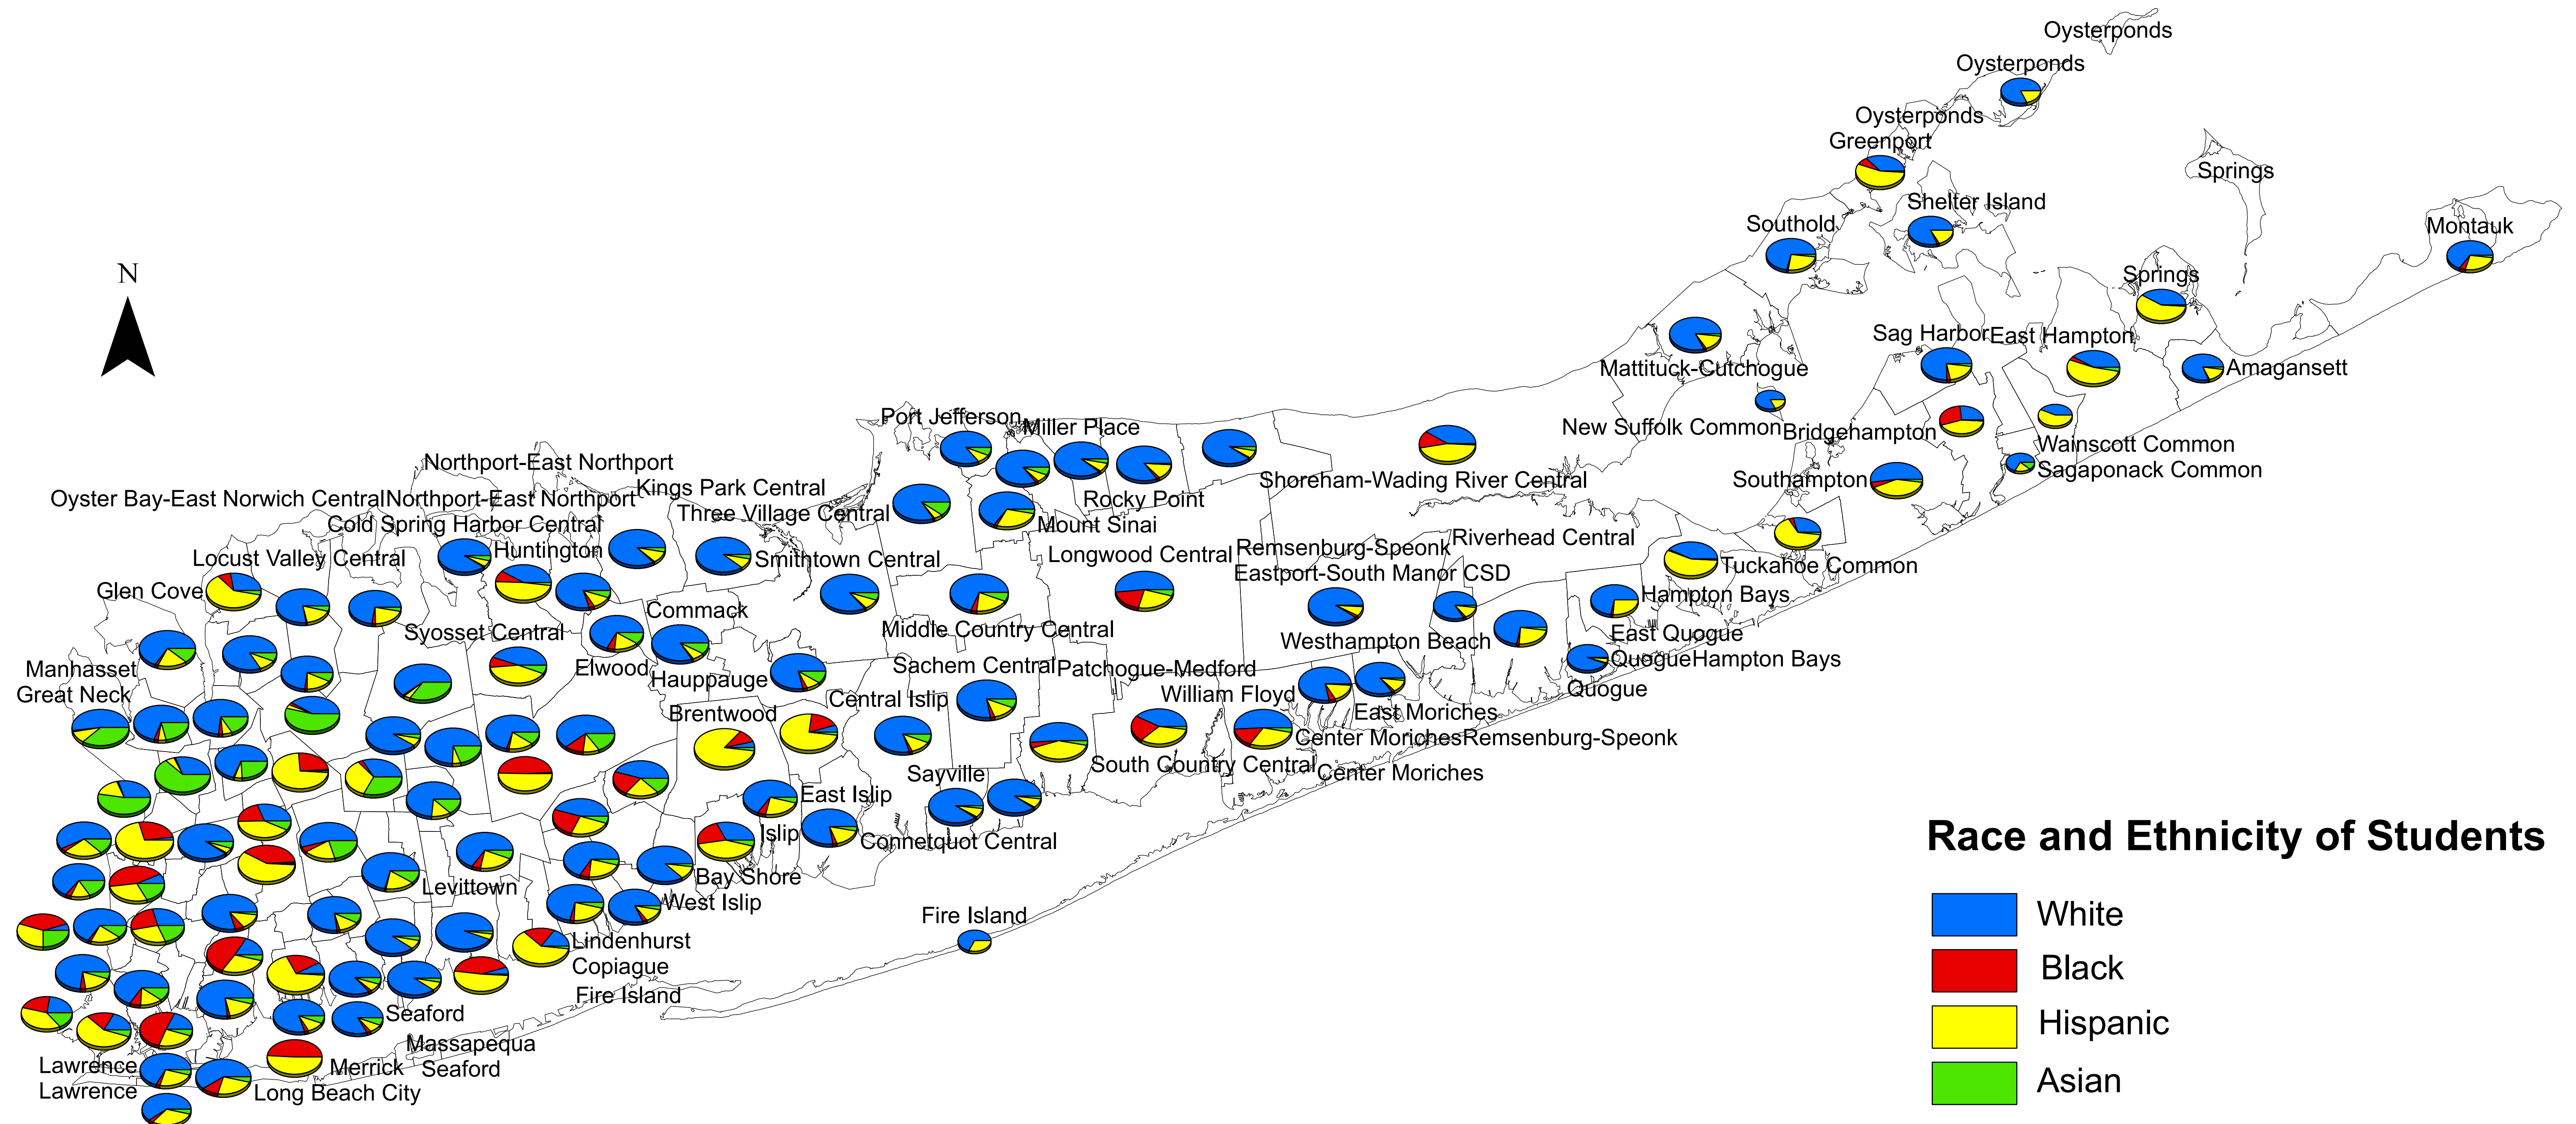 Oysterponds
Oysterponds
Oysterponds
Greenport
Springs
Shelter Island
Southold
Montauk
N
Springs
Sag Harbor
East Hampton
Mattituck-Cutchogue
Amagansett
Port Jefferson
Miller Place
New Suffolk Common
Bridgehampton
Wainscott Common
Northport-East Northport
Sagaponack Common
Shoreham-Wading River Central
Southampton
Kings Park Central
Oyster Bay-East Norwich Central
Northport-East Northport
Rocky Point
Three Village Central
Cold Spring Harbor Central
Mount Sinai
Riverhead Central
Huntington
Remsenburg-Speonk
Locust Valley Central
Smithtown Central
Longwood Central
Tuckahoe Common
Eastport-South Manor CSD
Glen Cove
Hampton Bays
Commack
Middle Country Central
Syosset Central
East Quogue
Westhampton Beach
Quogue
Hampton Bays
Manhasset
Elwood
Sachem Central
Patchogue-Medford
Hauppauge
Quogue
Great Neck
William Floyd
Central Islip
Brentwood
East Moriches
Center Moriches
Remsenburg-Speonk
South Country Central
Center Moriches
Sayville
East Islip
Islip
Connetquot Central
Race and Ethnicity of Students
Bay Shore
Levittown
West Islip
White
Fire Island
Lindenhurst
Copiague
Black
Fire Island
Seaford
Hispanic
Massapequa
Lawrence
Merrick
Seaford
Asian
Lawrence
Long Beach City